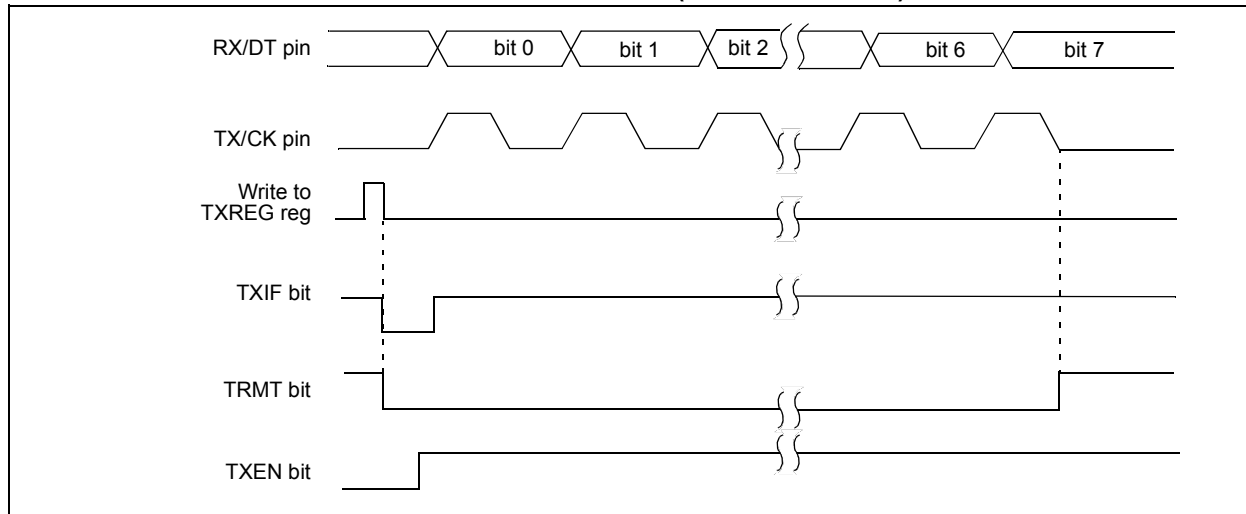 RX/DT pin
bit 0 bit 1 bit 2 bit 6 bit 7
TX/CK pin
Write to
TXREG reg
TXIF bit
TRMT bit
TXEN bit